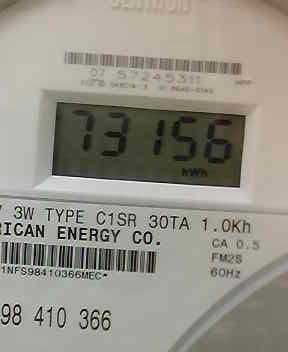 07 57245311
73156
kWh
3W TYPE C1SR 30TA 1.0Kh
RICAN ENERGY CO.
CA 0.5
FM2S
60Hz
1NFS98410366MEC*
98 410 366